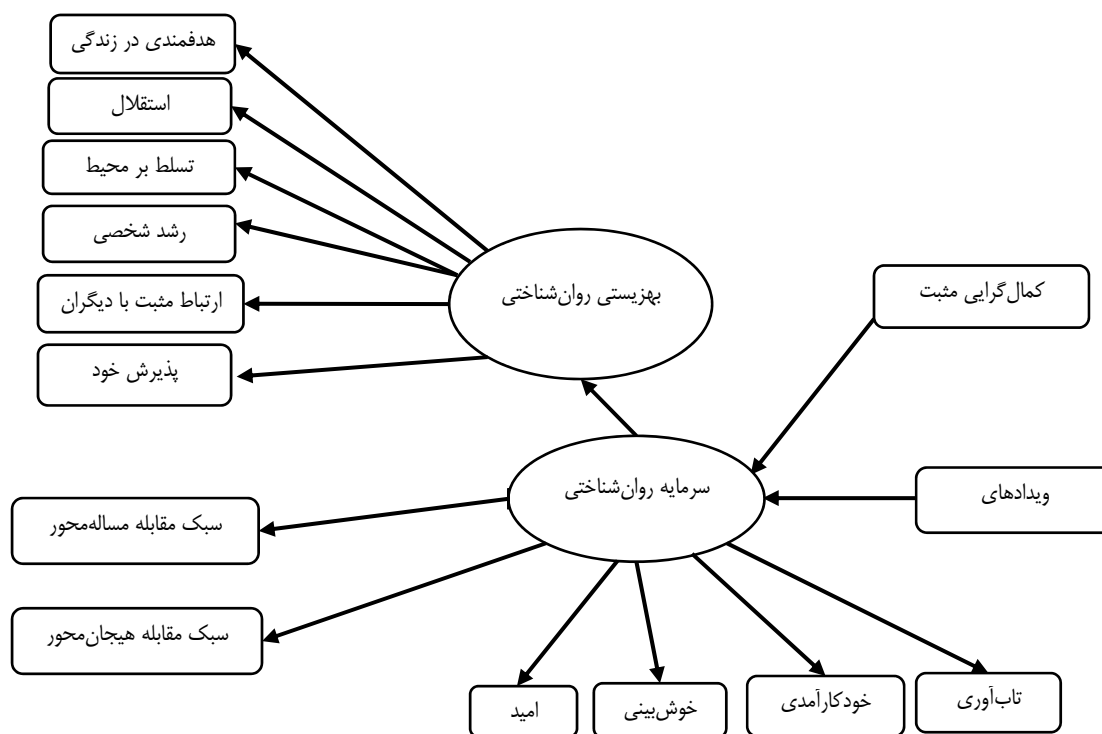 هدفمندی در زندگی
استقلال
تسلط بر محیط
رشد شخصی
ارتباط مثبت با دیگران
پذیرش خود
بهزیستی روان‌شناختی
کمال‌گرایی مثبت
سرمایه روان‌شناختی
ویدادهای
سبک مقابله مساله‌محور
سبک مقابله هیجان‌محور
تاب‌آوری
خودکارآمدی
خوش‌بینی
امید